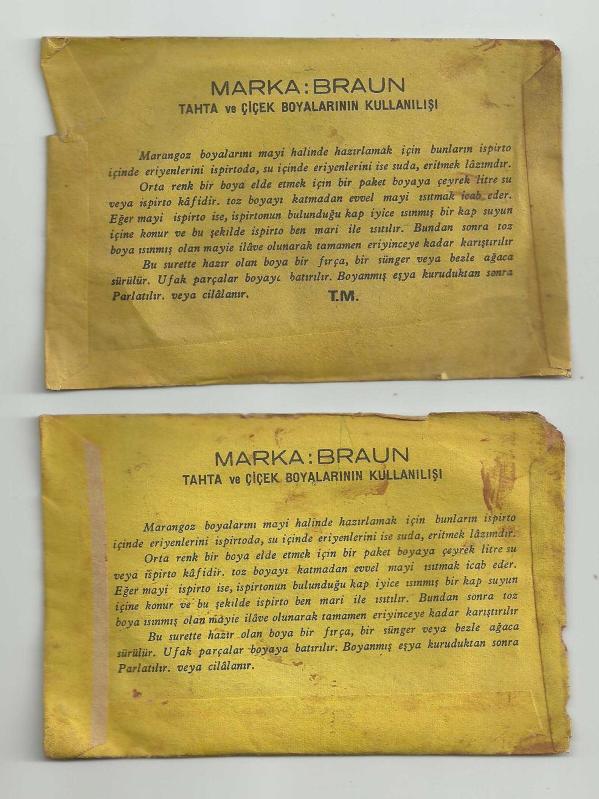 MARKA: BRAUN
TAHTA ve ÇİÇEK BOYALARININ KULLANILIŞI
Marangoz boyalarını mayi halinde hazırlamak için bunların ispirto
içinde eriyenlerini ispirtoda, su içinde eriyenlerini ise suda, eritmek lâzımdır.
Orta renk bir boya elde etmek için bir paket boyaya çeyrek litre su
veya ispirto kâfidir. toz boyayı katmadan evvel mayi ısıtmak icab eder.
Eğer mayi ispirto ise, ispirtonun bulunduğu kap iyice ısınmış bir kap suyun
içine konur ve bu şekilde ispirto ben mari ile ısıtılır. Bundan sonra toz
boya ısınmış olan mayie ilâve olunarak tamamen eriyinceye kadar karıştırılır
Bu surette hazır olan boya bir fırça, bir sünger veya bezle ağaca
sürülür. Ufak parçalar boyayı batırılır. Boyanmış eşya kuruduktan sonra
Parlatılır. veya cilâlanır.
T.M.
MARKA: BRAUN
TAHTA ve ÇİÇEK BOYALARININ KULLANILIŞI
Marangoz boyalarını mayi halinde hazırlamak için bunların ispirto
içinde eriyenlerini ispirtoda, su içinde eriyenlerini ise suda, eritmek lâzımdır.
Orta renk bir boya elde etmek için bir paket boyaya çeyrek litre su
veya ispirto kâfidir. toz boyayı katmadan evvel mayi ısıtmak icab eder.
Eğer mayi ispirto ise, ispirtonun bulunduğu kap iyice ısınmış bir kap suyun
içine konur ve bu şekilde ispirto ben mari ile ısıtılır. Bundan sonra toz
boya ısınmış olan mayie ilâve olunarak tamamen eriyinceye kadar karıştırılır
Bu surette hazır olan boya bir fırça, bir sünger veya bezle ağaca
sürülür. Ufak parçalar boyaya batırılır. Boyanmış eşya kuruduktan sonra
Parlatılır. veya cilâlanır.